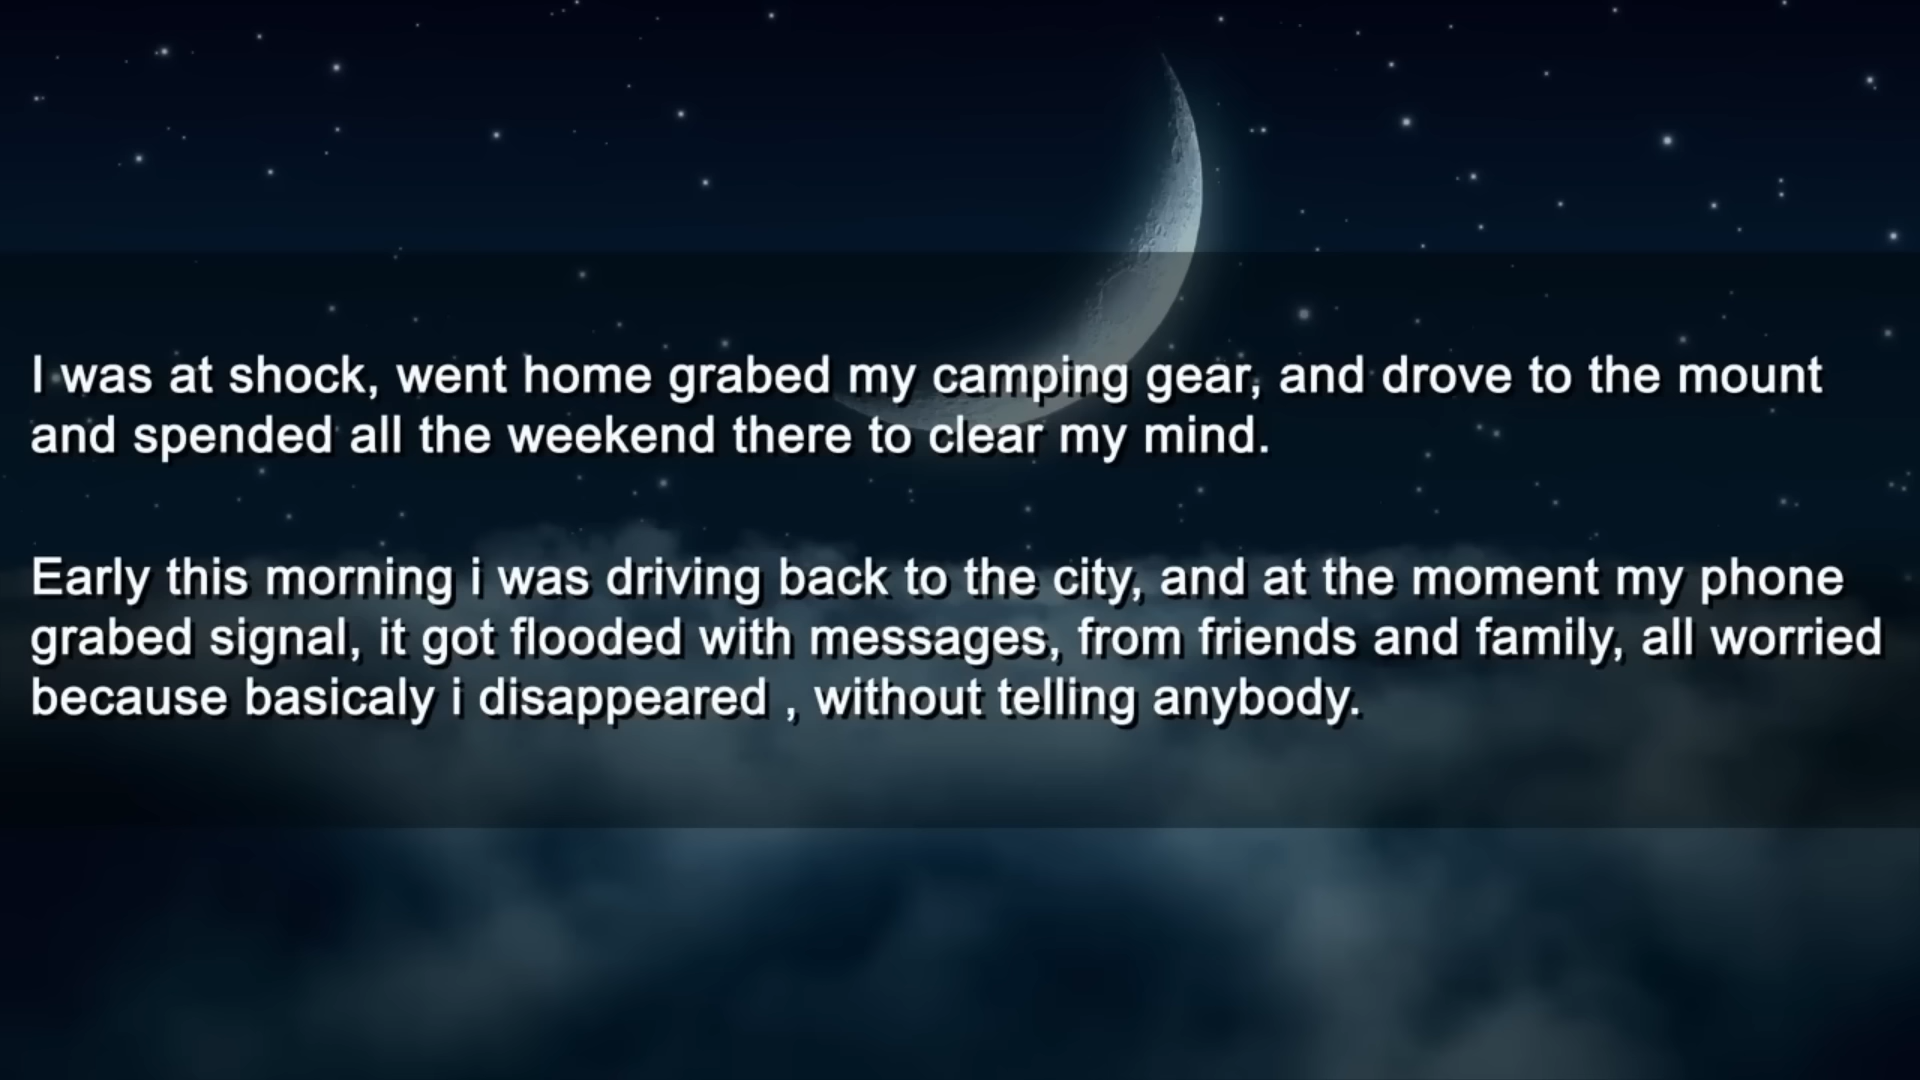 I was at shock, went home grabed my camping gear, and drove to the mount
and spended all the weekend there to clear my mind.
Early this morning i was driving back to the city, and at the moment my phone
grabed signal, it got flooded with messages, from friends and family, all worried
because basicaly i disappeared , without telling anybody.